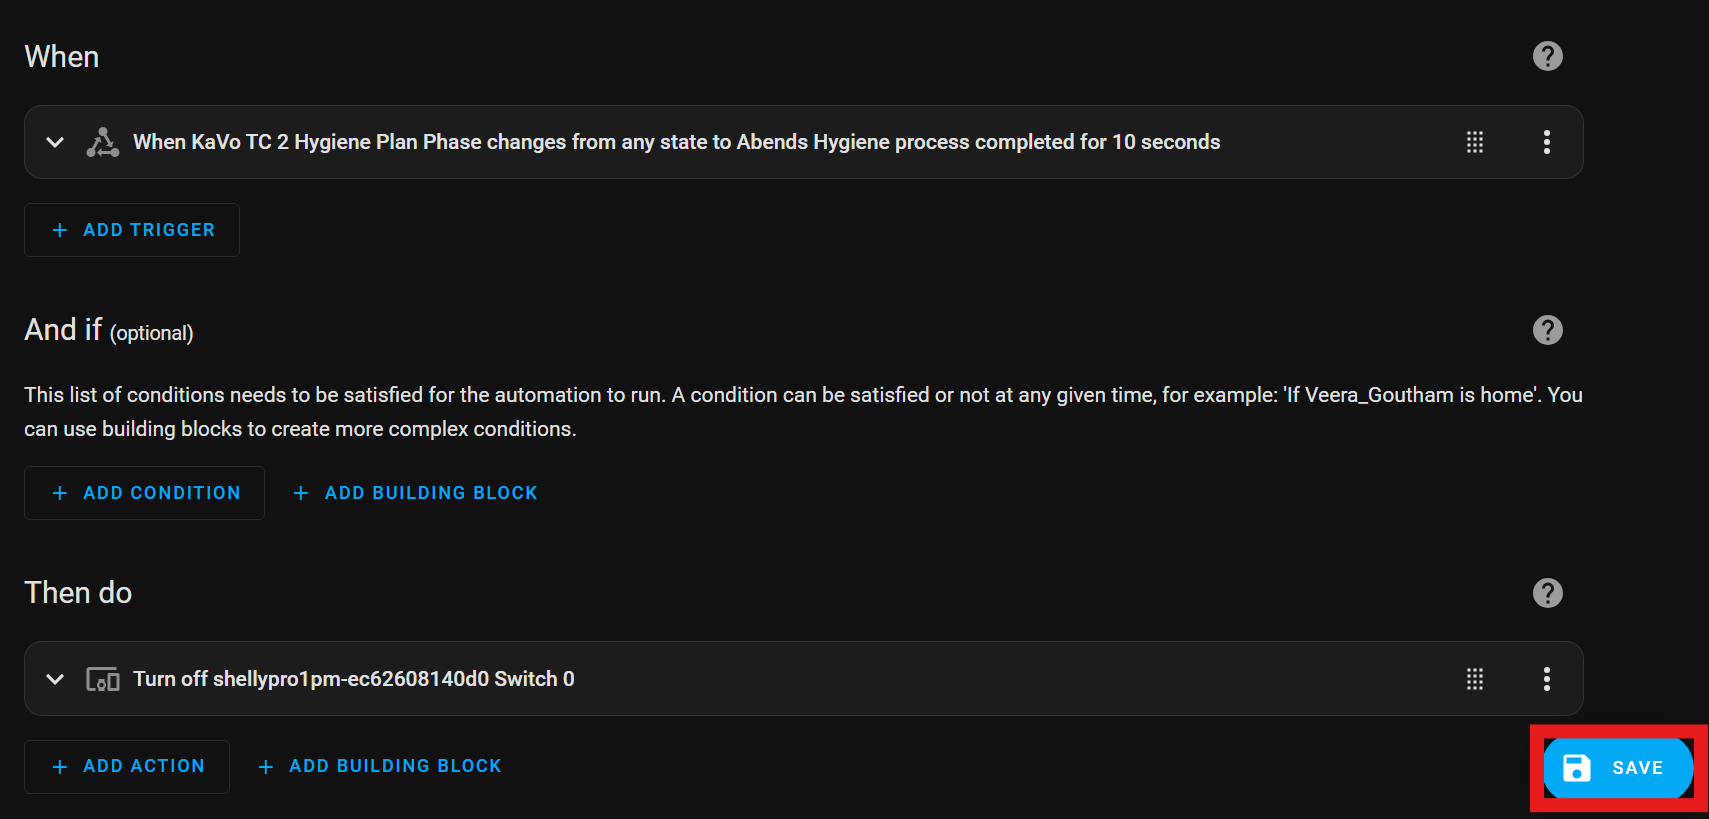 When
When KaVo TC 2 Hygiene Plan Phase changes from any state to Abends Hygiene process completed for 10 seconds
+ ADD TRIGGER
And if (optional)
This list of conditions needs to be satisfied for the automation to run. A condition can be satisfied or not at any given time, for example: 'If Veera_Goutham is home'. You
can use building blocks to create more complex conditions.
+ ADD CONDITION + ADD BUILDING BLOCK
Then do
Turn off shellypro1pm-ec62608140d0 Switch 0
+ ADD ACTION + ADD BUILDING BLOCK
SAVE